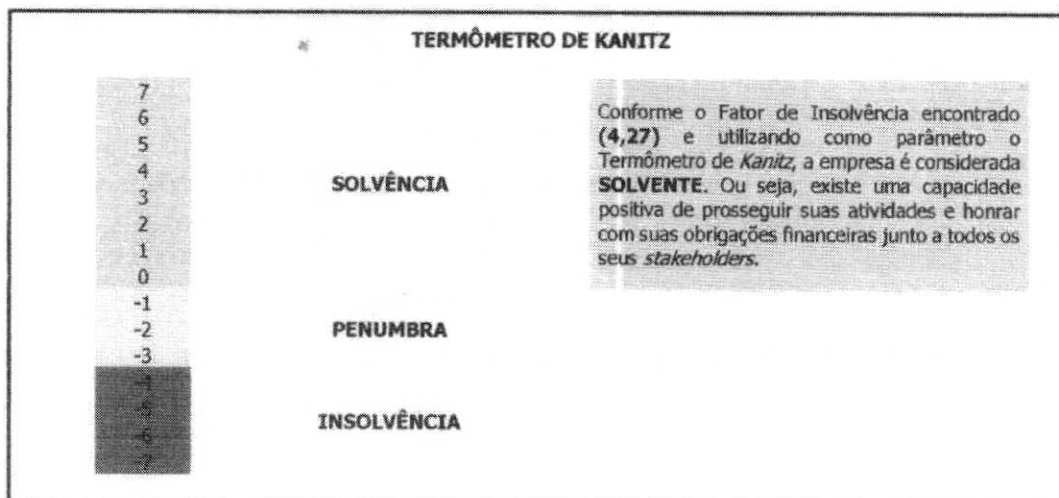 TERMÔMETRO DE KANITZ
7
6
5
4
3
2
1
0
-1
-2
-3
-4
-5
-6
-7
SOLVÊNCIA
PENUMBRA
INSOLVÊNCIA
Conforme o Fator de Insolvência encontrado
(4,27) e utilizando como parâmetro o
Termômetro de Kanitz, a empresa é considerada
SOLVENTE. Ou seja, existe uma capacidade
positiva de prosseguir suas atividades e honrar
com suas obrigações financeiras junto a todos os
seus stakeholders.